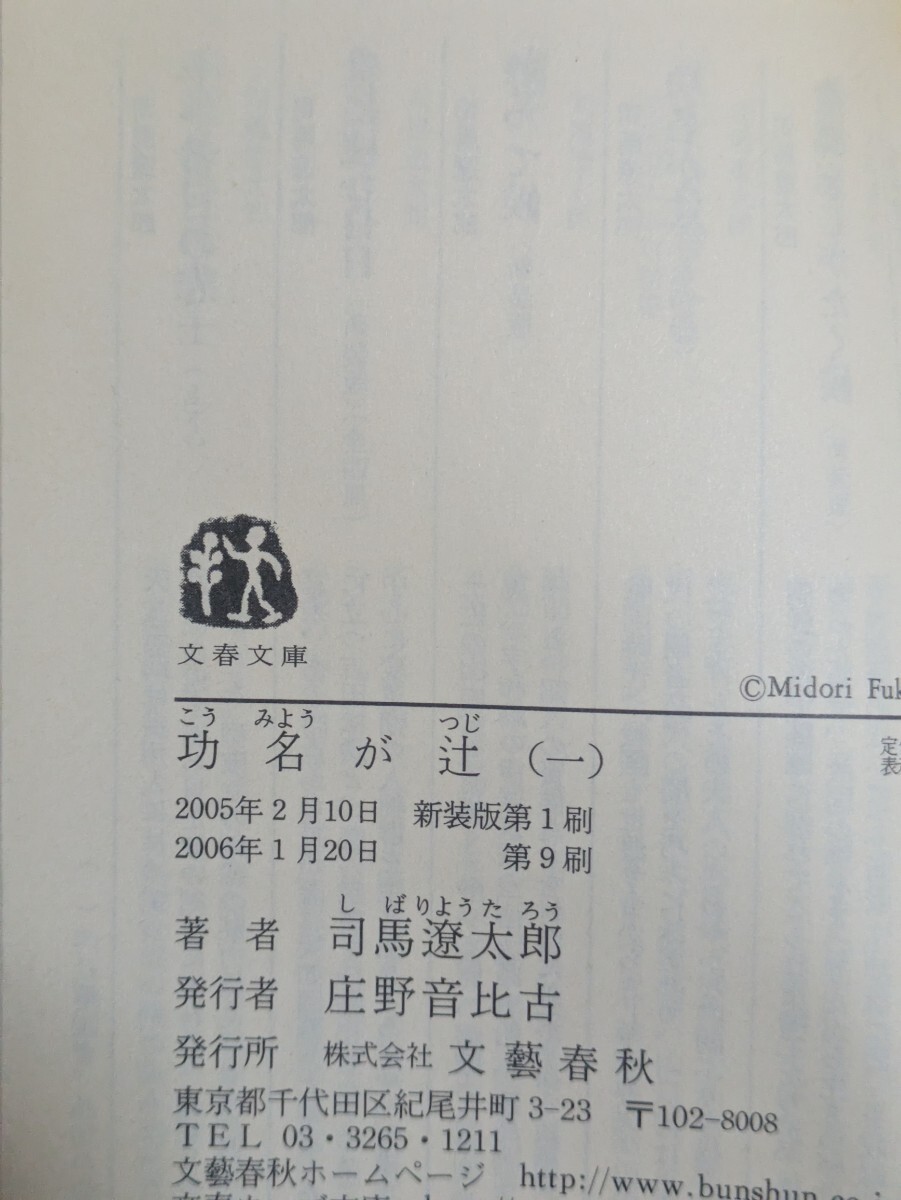 文春文庫
©Midori Fuk
こう みよう つじ
功名が辻(一)
2005年2月10日 新装版第1刷
2006年1月20日 第9刷
しばりようたろう
著者 司馬遼太郎
発行者 庄野音比古
発行所 株式会社 文藝春秋
東京都千代田区紀尾井町3-23 〒102-8008
TEL 03・3265・1211
文藝春秋ホームページ http://www.bunshun.co